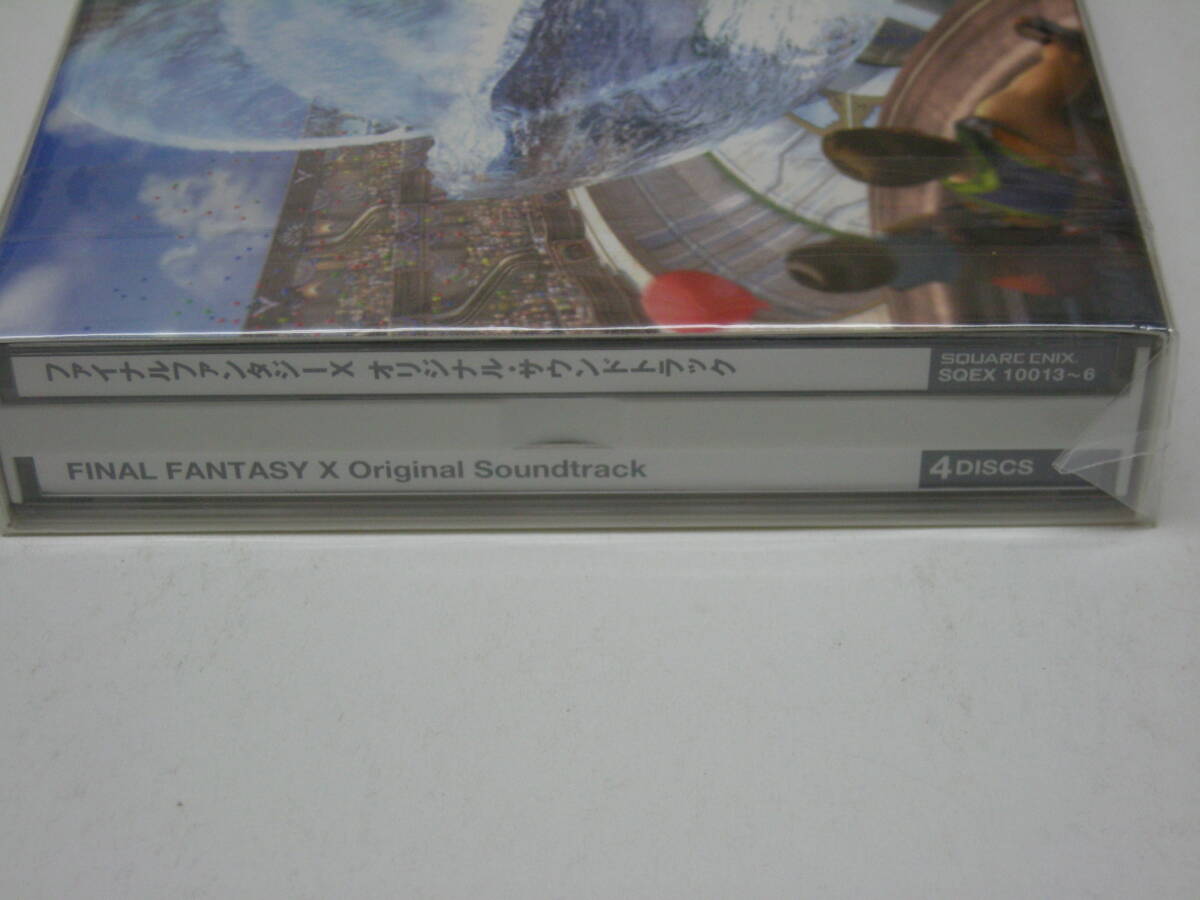 ファイナルファンタジーX オリジナル・サウンドトラック
SQUARE ENIX.
SQEX 10013~6
FINAL FANTASY X Original Soundtrack
4DISCS